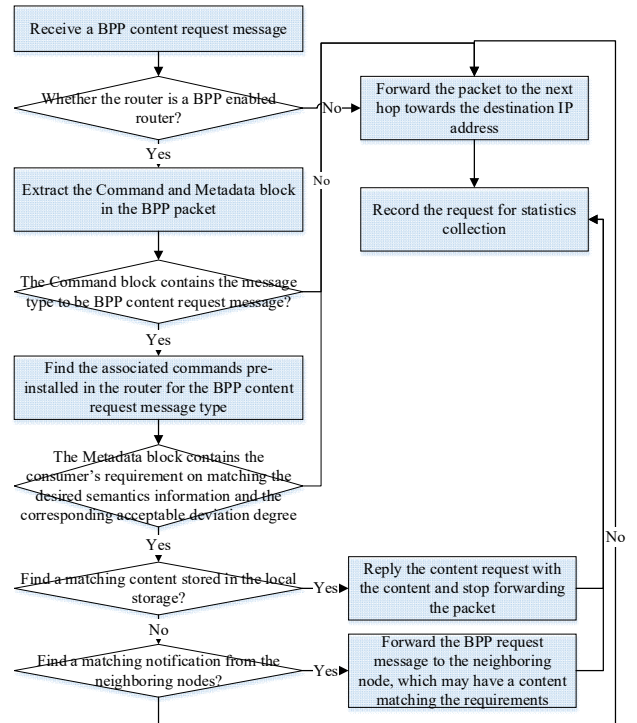 Receive a BPP content request message
Whether the router is a BPP enabled
router?
No
Forward the packet to the next
hop towards the destination IP
address
Yes
Extract the Command and Metadata block
in the BPP packet
No
Record the request for statistics
collection
The Command block contains the message
type to be BPP content request message?
Yes
Find the associated commands pre-
installed in the router for the BPP content
request message type
The Metadata block contains the
consumer's requirement on matching the
desired semantics information and the
corresponding acceptable deviation degree
Yes
No
Find a matching content stored in the local
storage?
Yes
Reply the content request with
the content and stop forwarding
the packet
No
Find a matching notification from the
neighboring nodes?
Yes
Forward the BPP request
message to the neighboring
node, which may have a content
matching the requirements